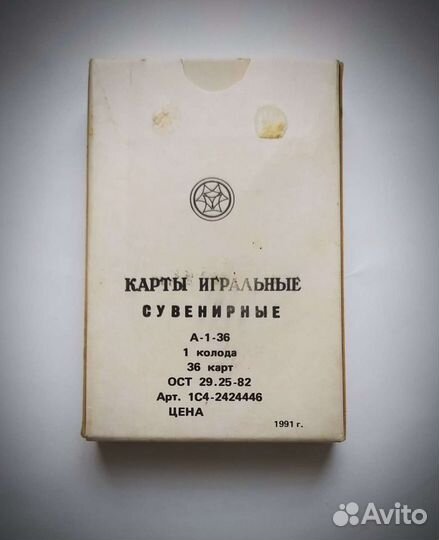 КАРТЫ ИГРАЛЬНЫЕ
СУВЕНИРНЫЕ
А-1-36
1 колода
36 карт
ОСТ 29.25-82
Арт. 1С4-2424446
ЦЕНА
1991 г.
Avito